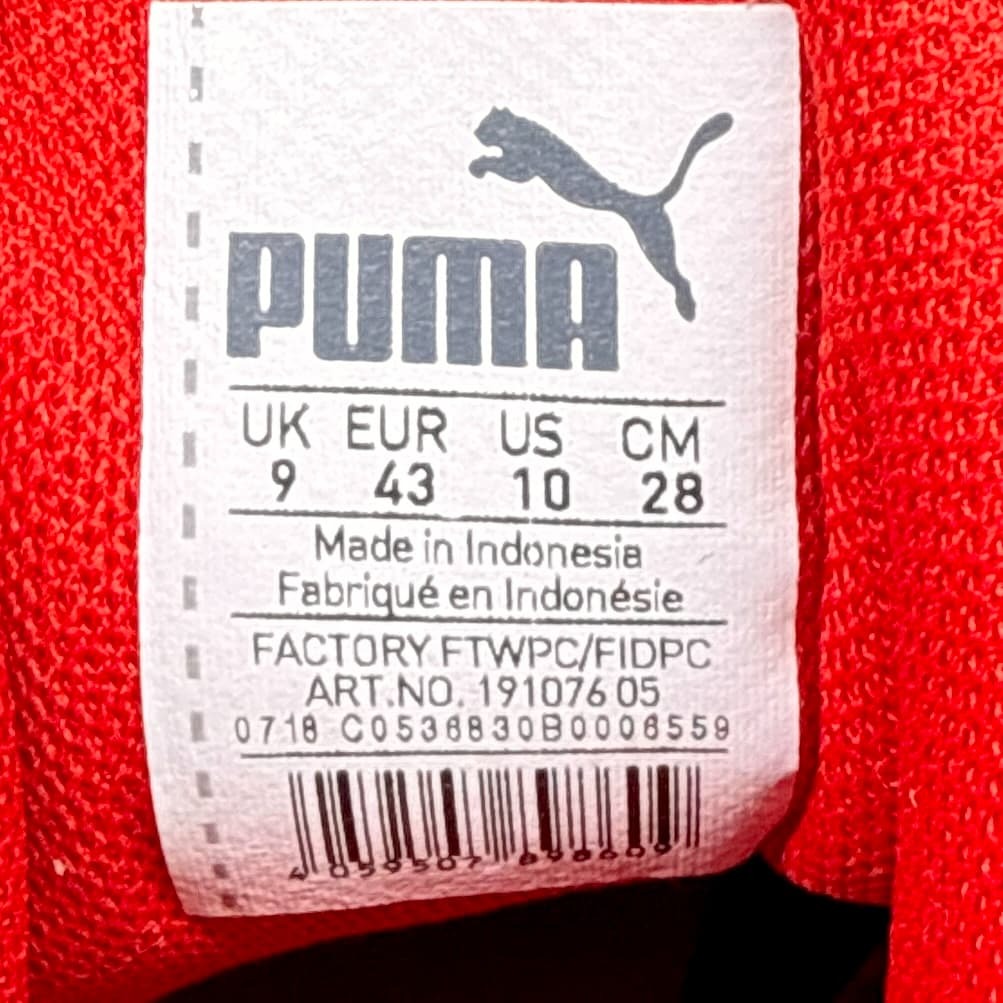 PUMA
UK EUR US CM
9 43 10 28
Made in Indonesia
Fabriqué en Indonésie
FACTORY FTWPC/FIDPC
ART.NO. 191076 05
0718 C0536830B0006559